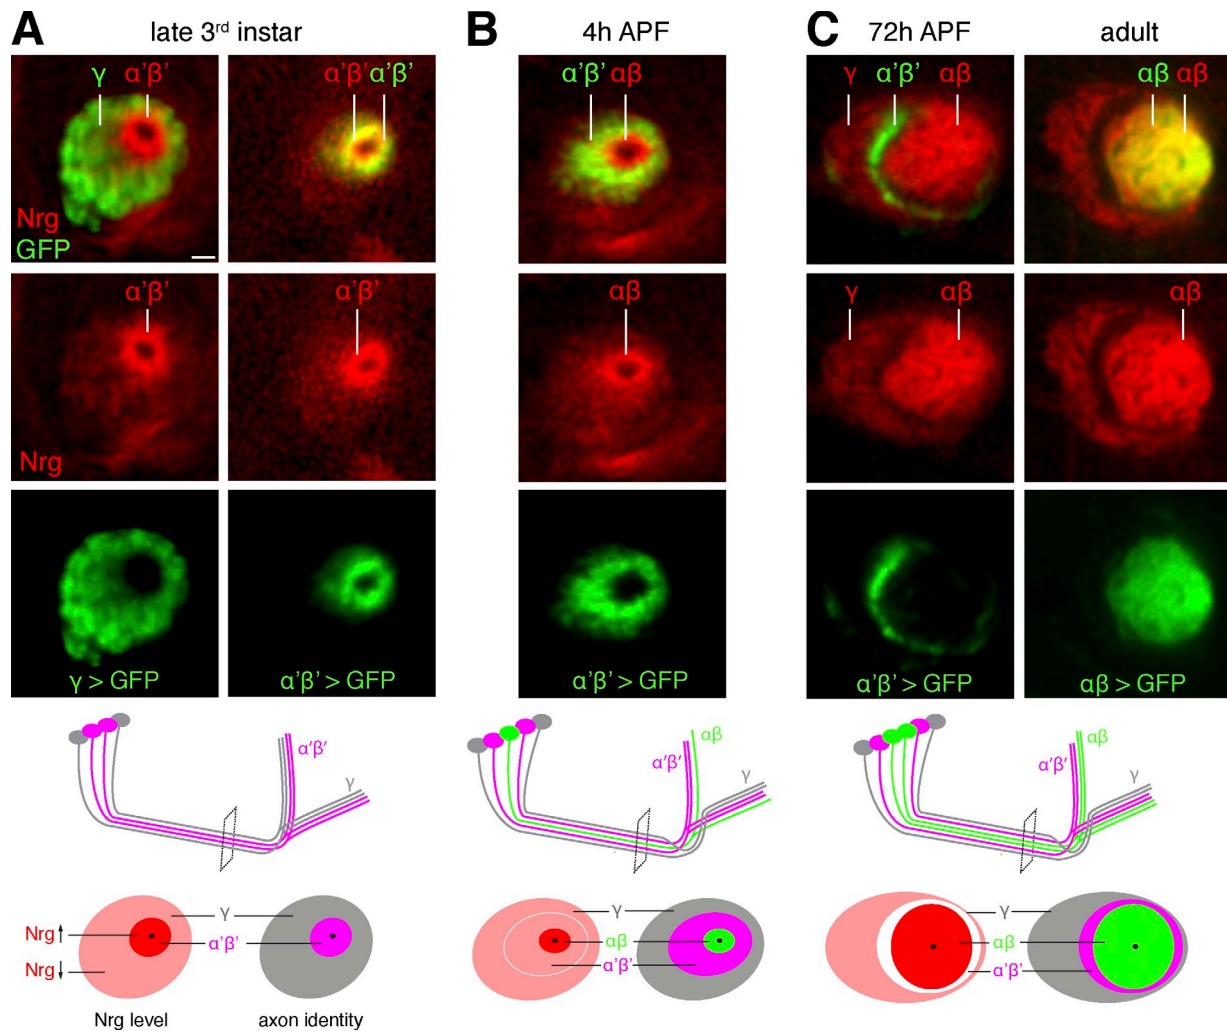 A late 3rd instar B 4h APF C 72h APF adult
γ α'β' α'β' α'β' α'β' αβ γ α'β' αβ αβ αβ
Nrg
GFP
α'β' α'β' αβ γ αβ αβ
Nrg
γ > GFP α'β' > GFP α'β' > GFP α'β' > GFP αβ > GFP
α'β' αβ α'β' γ αβ α'β'
γ γ
γ γ γ
Nrg↑ α'β' αβ αβ
Nrg↓ α'β' α'β'
Nrg level axon identity